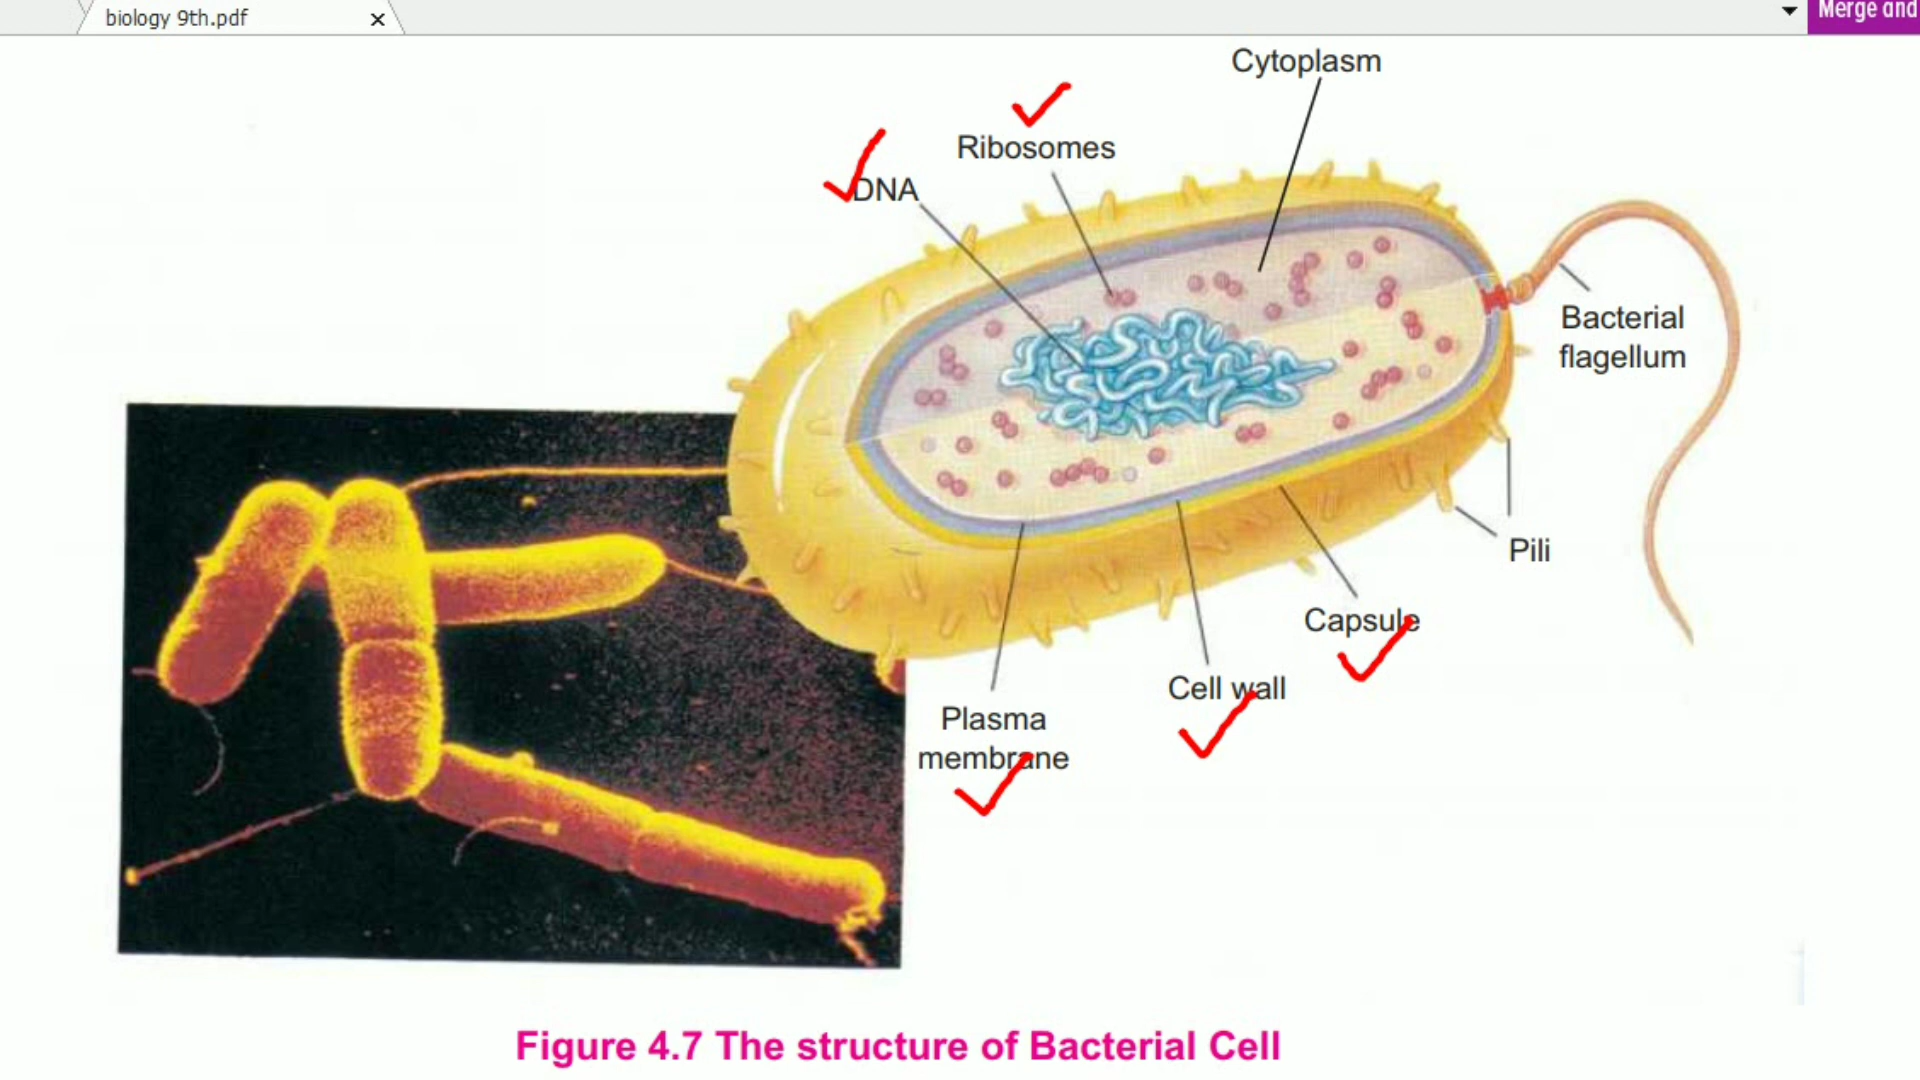 biology 9th.pdf
Merge and
Cytoplasm
Ribosomes
DNA
Bacterial
flagellum
Pili
Capsule
Cell wall
Plasma
membrane
Figure 4.7 The structure of Bacterial Cell